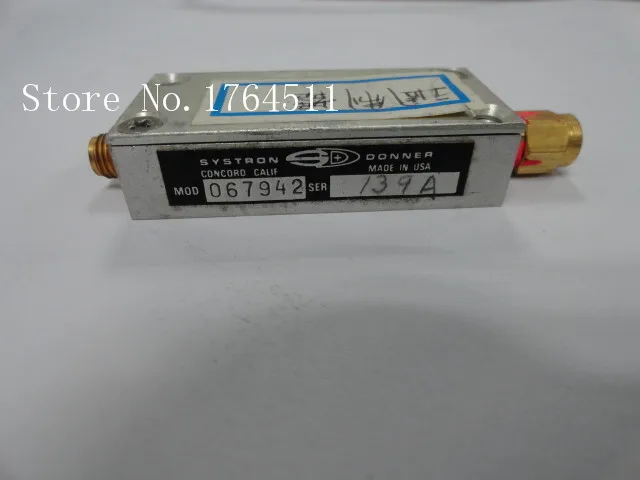 Store No. 1764511
SYSTRON DONNER
CONCORD CALIF MADE IN USA
MOD 067942 SER 139A